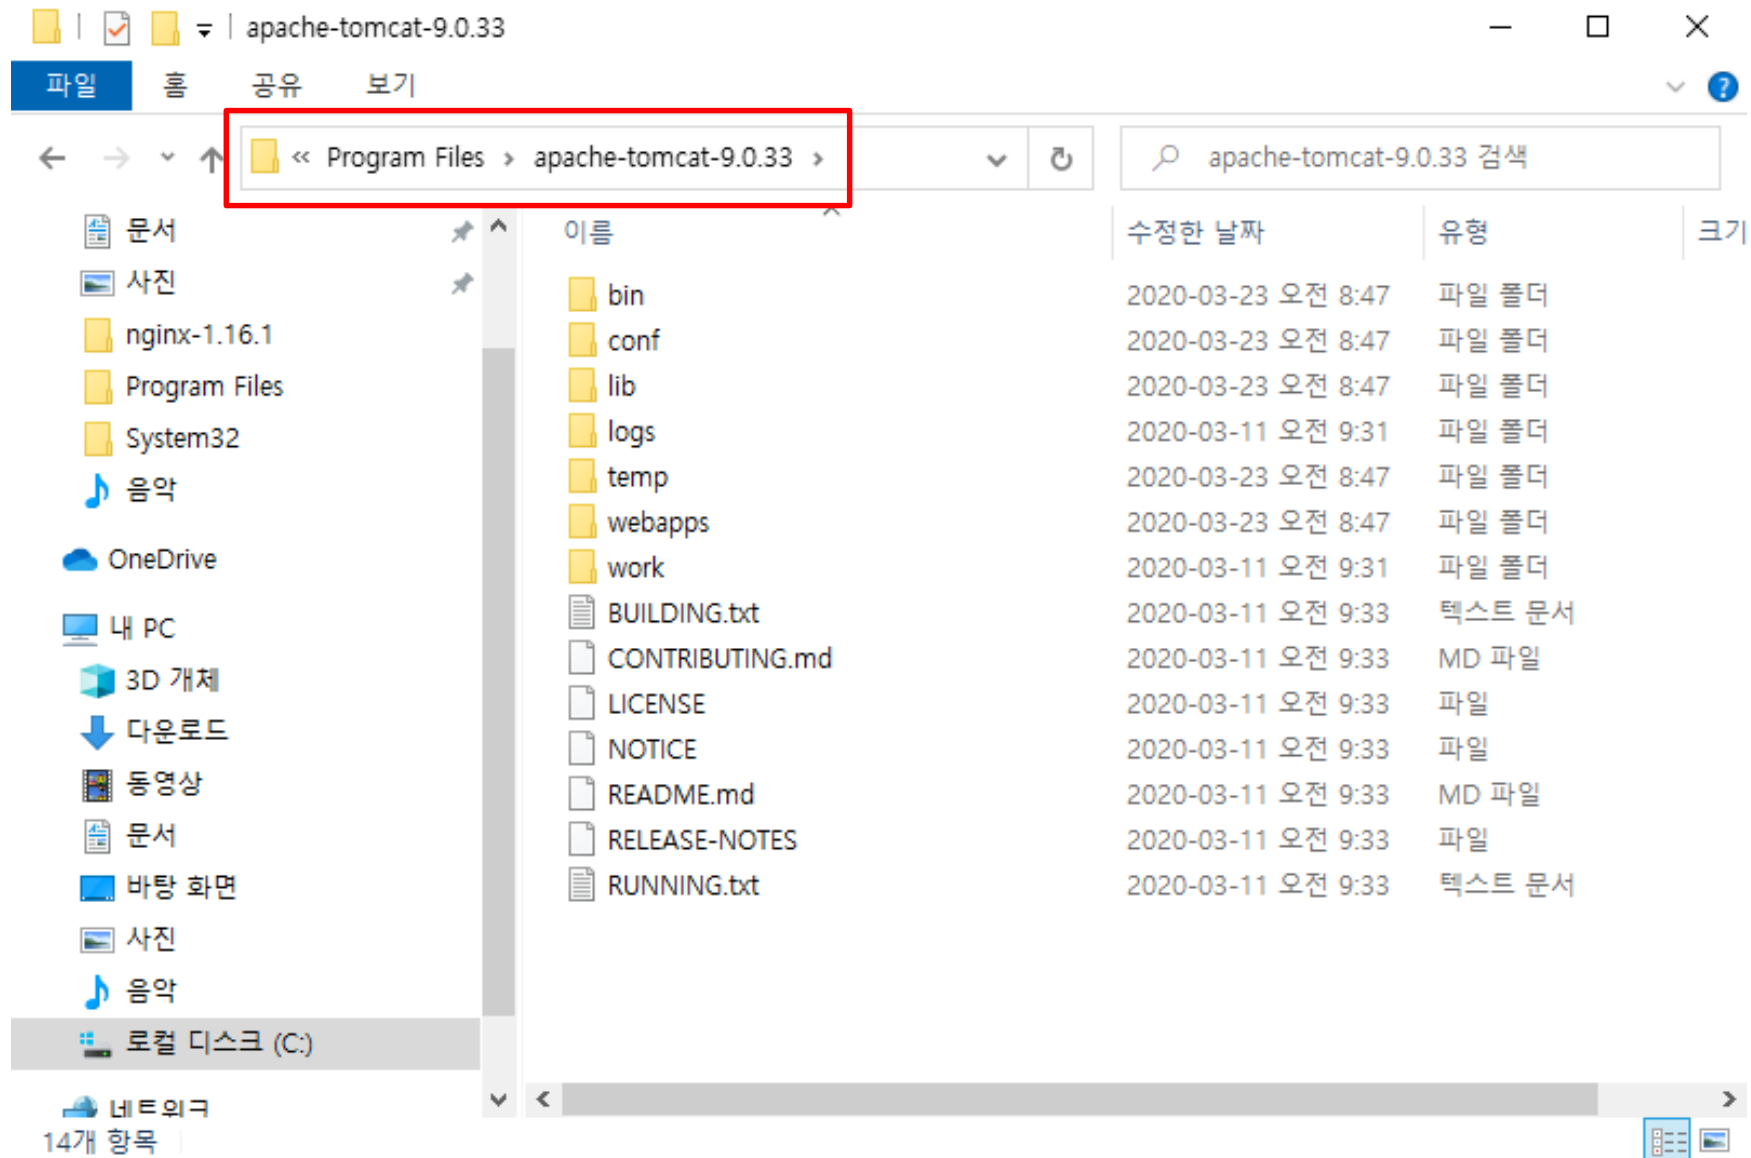 apache-tomcat-9.0.33
파일 홈 공유 보기
« Program Files > apache-tomcat-9.0.33 >
apache-tomcat-9.0.33 검색
문서
사진
nginx-1.16.1
Program Files
System32
음악
OneDrive
내 PC
3D 개체
다운로드
동영상
문서
바탕 화면
사진
음악
로컬 디스크 (C:)
네트워크
이름 수정한 날짜 유형 크기
bin 2020-03-23 오전 8:47 파일 폴더
conf 2020-03-23 오전 8:47 파일 폴더
lib 2020-03-23 오전 8:47 파일 폴더
logs 2020-03-11 오전 9:31 파일 폴더
temp 2020-03-23 오전 8:47 파일 폴더
webapps 2020-03-23 오전 8:47 파일 폴더
work 2020-03-11 오전 9:31 파일 폴더
BUILDING.txt 2020-03-11 오전 9:33 텍스트 문서
CONTRIBUTING.md 2020-03-11 오전 9:33 MD 파일
LICENSE 2020-03-11 오전 9:33 파일
NOTICE 2020-03-11 오전 9:33 파일
README.md 2020-03-11 오전 9:33 MD 파일
RELEASE-NOTES 2020-03-11 오전 9:33 파일
RUNNING.txt 2020-03-11 오전 9:33 텍스트 문서
14개 항목